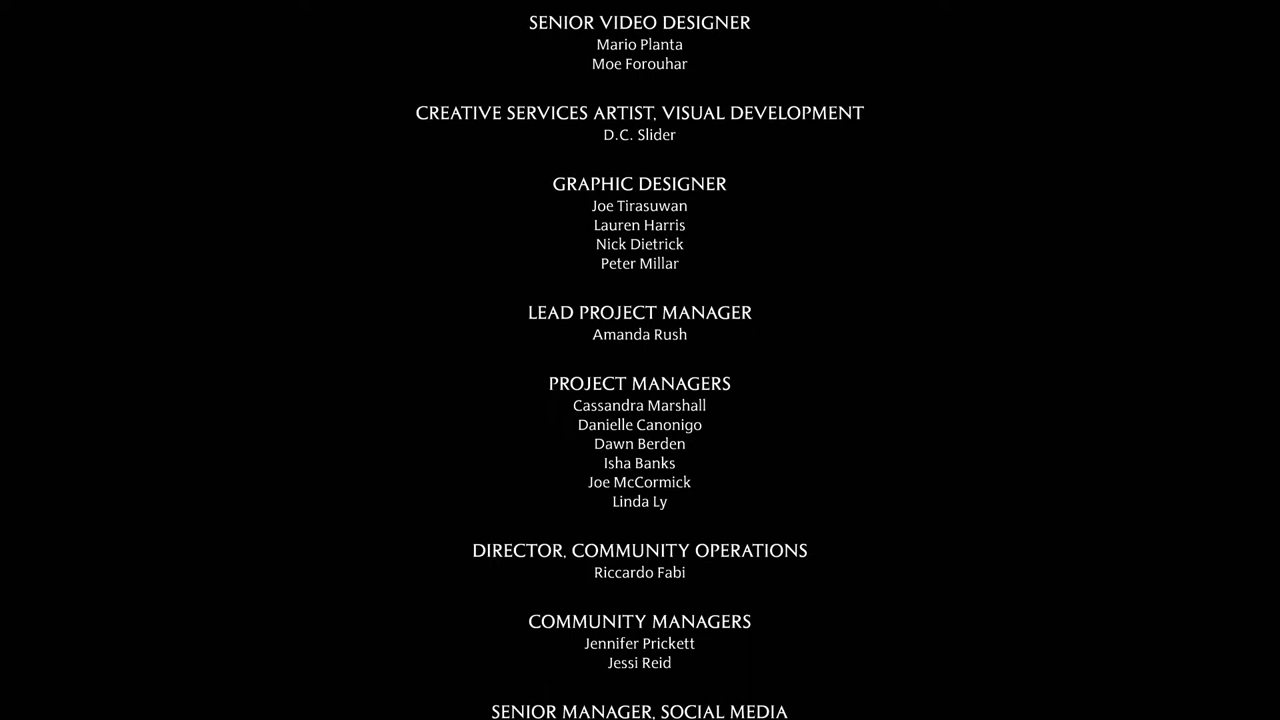 SENIOR VIDEO DESIGNER
Mario Planta
Moe Forouhar
CREATIVE SERVICES ARTIST, VISUAL DEVELOPMENT
D.C. Slider
GRAPHIC DESIGNER
Joe Tirasuwan
Lauren Harris
Nick Dietrick
Peter Millar
LEAD PROJECT MANAGER
Amanda Rush
PROJECT MANAGERS
Cassandra Marshall
Danielle Canonigo
Dawn Berden
Isha Banks
Joe McCormick
Linda Ly
DIRECTOR, COMMUNITY OPERATIONS
Riccardo Fabi
COMMUNITY MANAGERS
Jennifer Prickett
Jessi Reid
SENIOR MANAGER, SOCIAL MEDIA